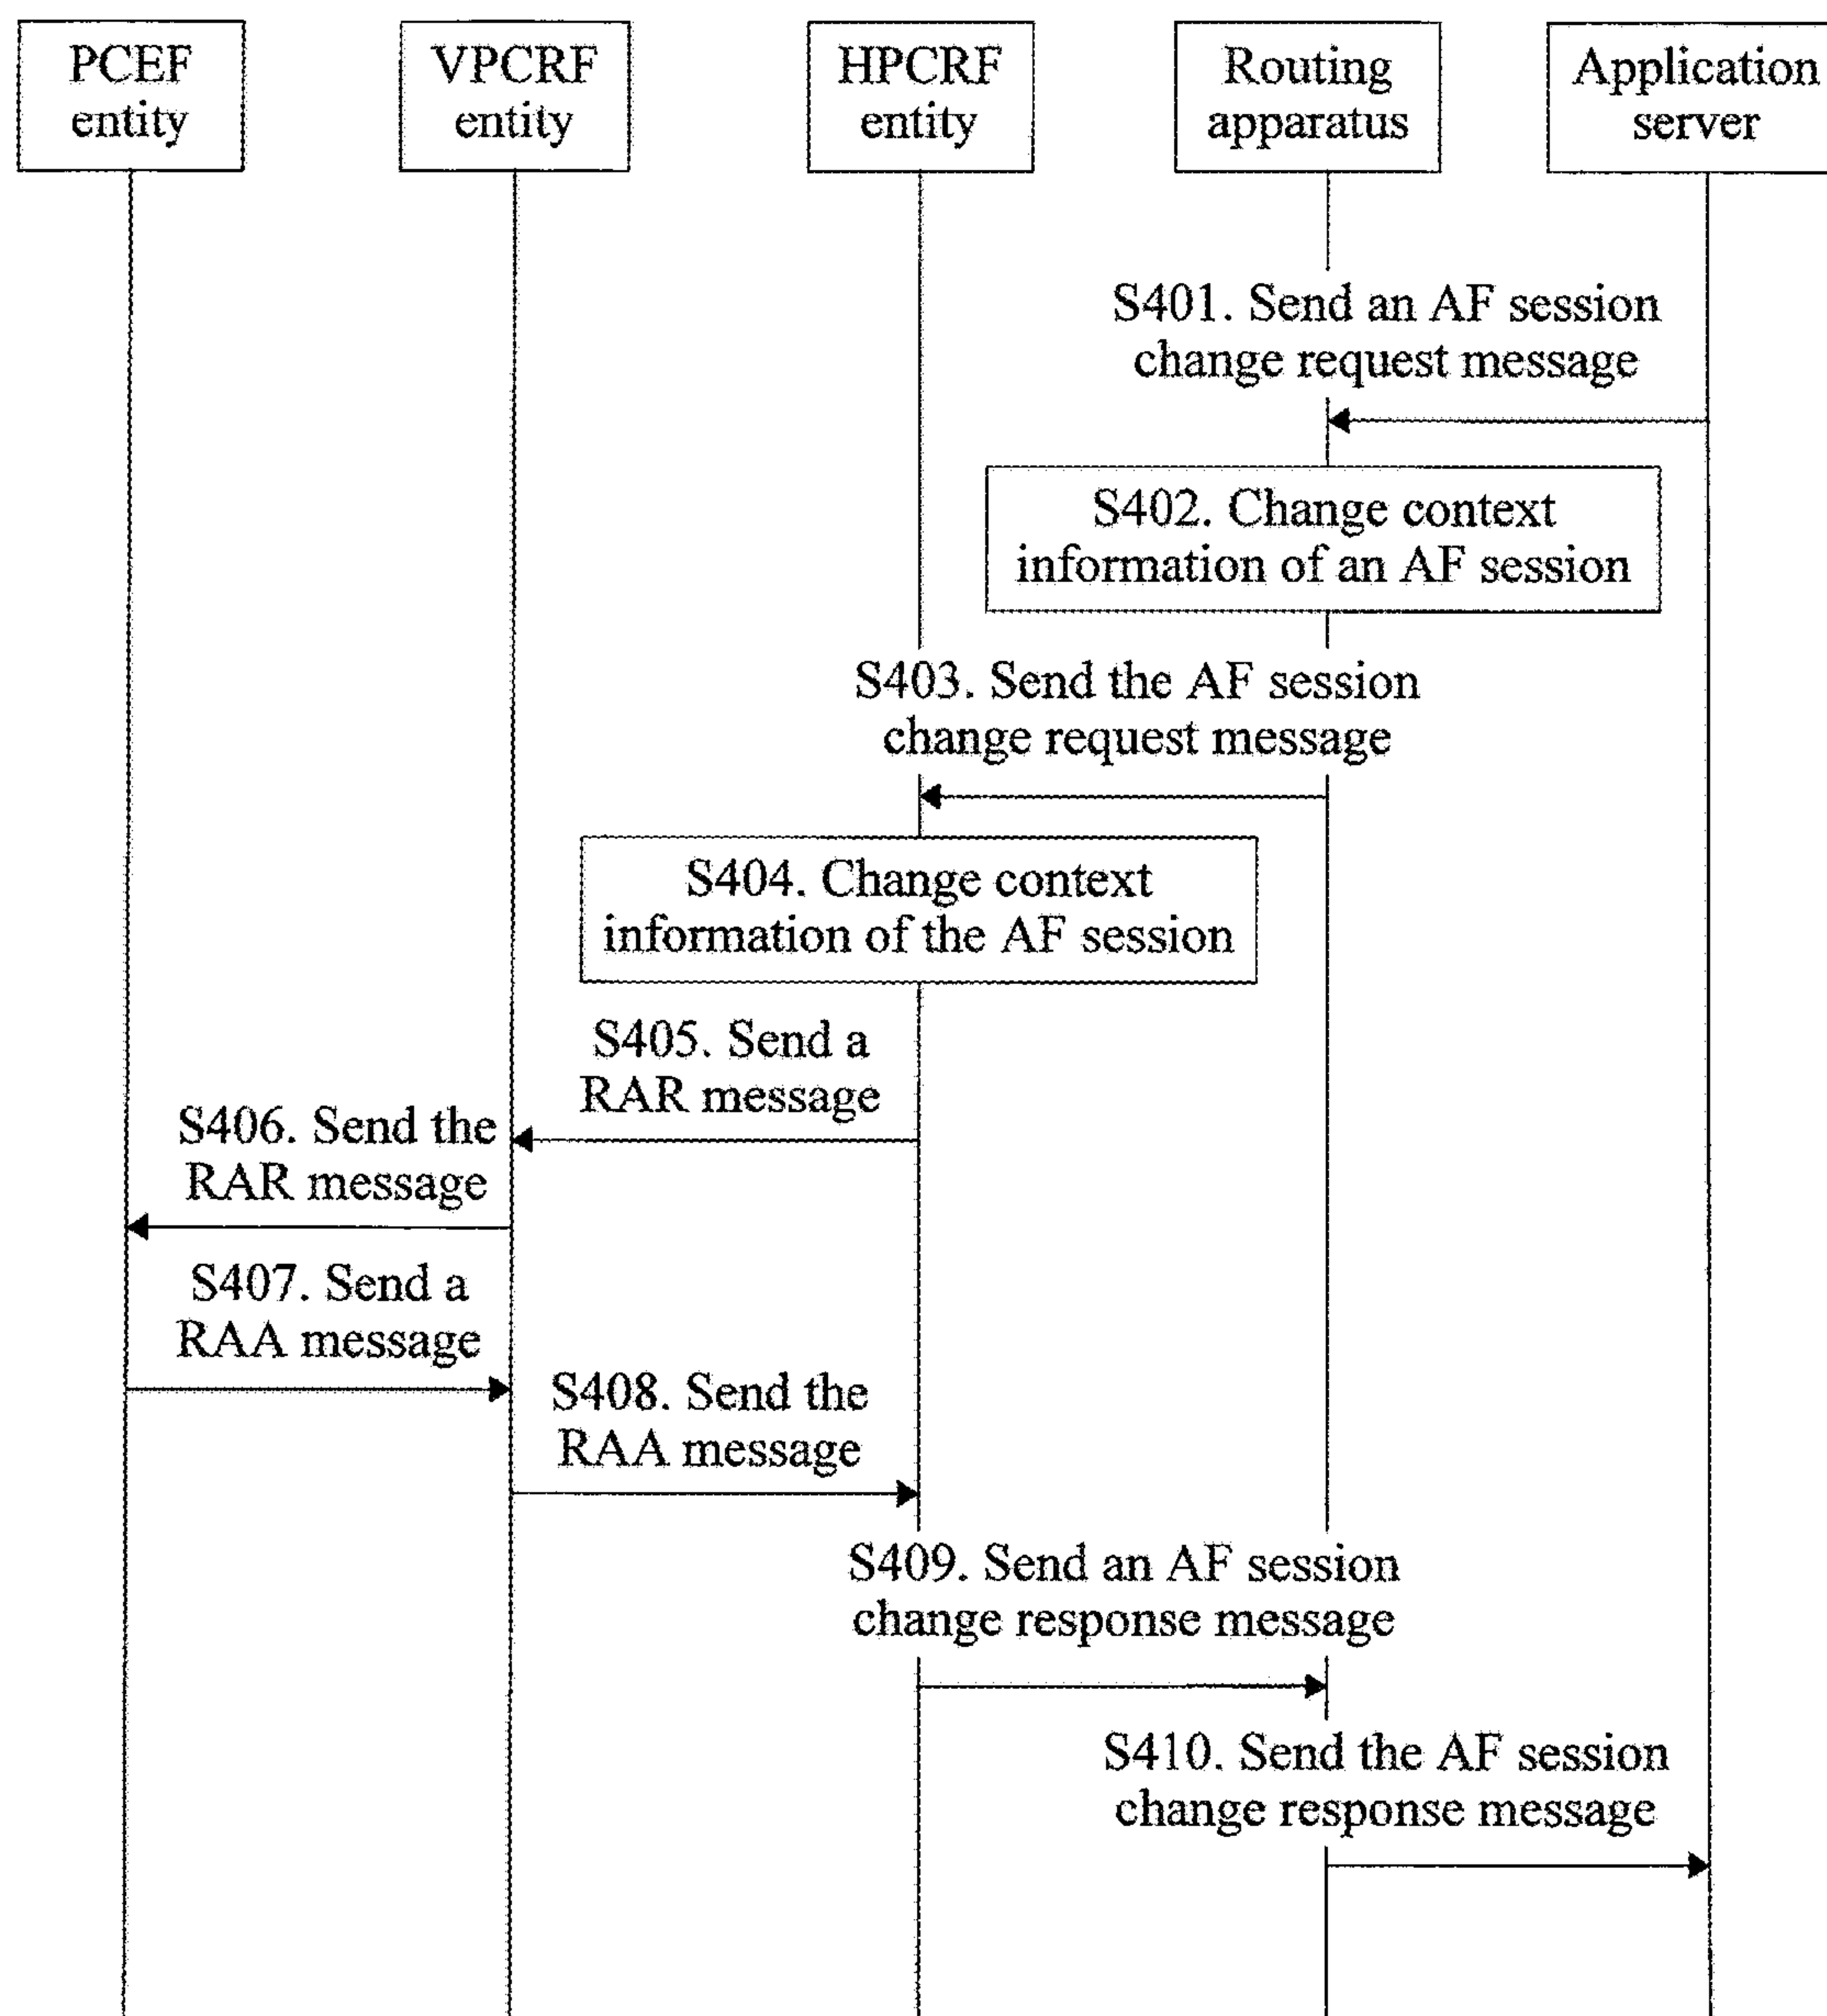 PCEF
entity
VPCRF
entity
HPCRF
entity
Routing
apparatus
Application
server
S401. Send an AF session
change request message
S402. Change context
information of an AF session
S403. Send the AF session
change request message
S404. Change context
information of the AF session
S405. Send a
RAR message
S406. Send the
RAR message
S407. Send a
RAA message
S408. Send the
RAA message
S409. Send an AF session
change response message
S410. Send the AF session
change response message